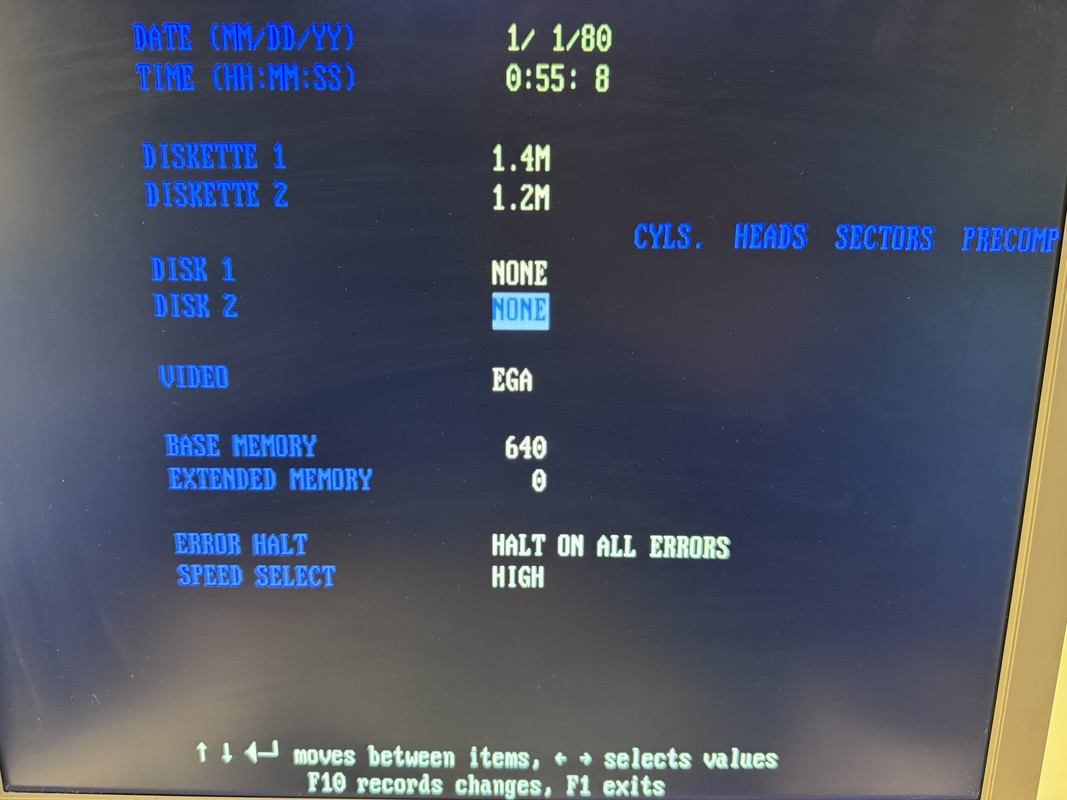 DATE (MM/DD/YY) 1/ 1/80
TIME (HH:MM:SS) 0:55: 8
DISKETTE 1 1.4M
DISKETTE 2 1.2M
CYLS. HEADS SECTORS PRECOMP
DISK 1 NONE
DISK 2 NONE
VIDEO EGA
BASE MEMORY 640
EXTENDED MEMORY 0
ERROR HALT HALT ON ALL ERRORS
SPEED SELECT HIGH
↑ ↓ ↵ moves between items, ← → selects values
F10 records changes, F1 exits